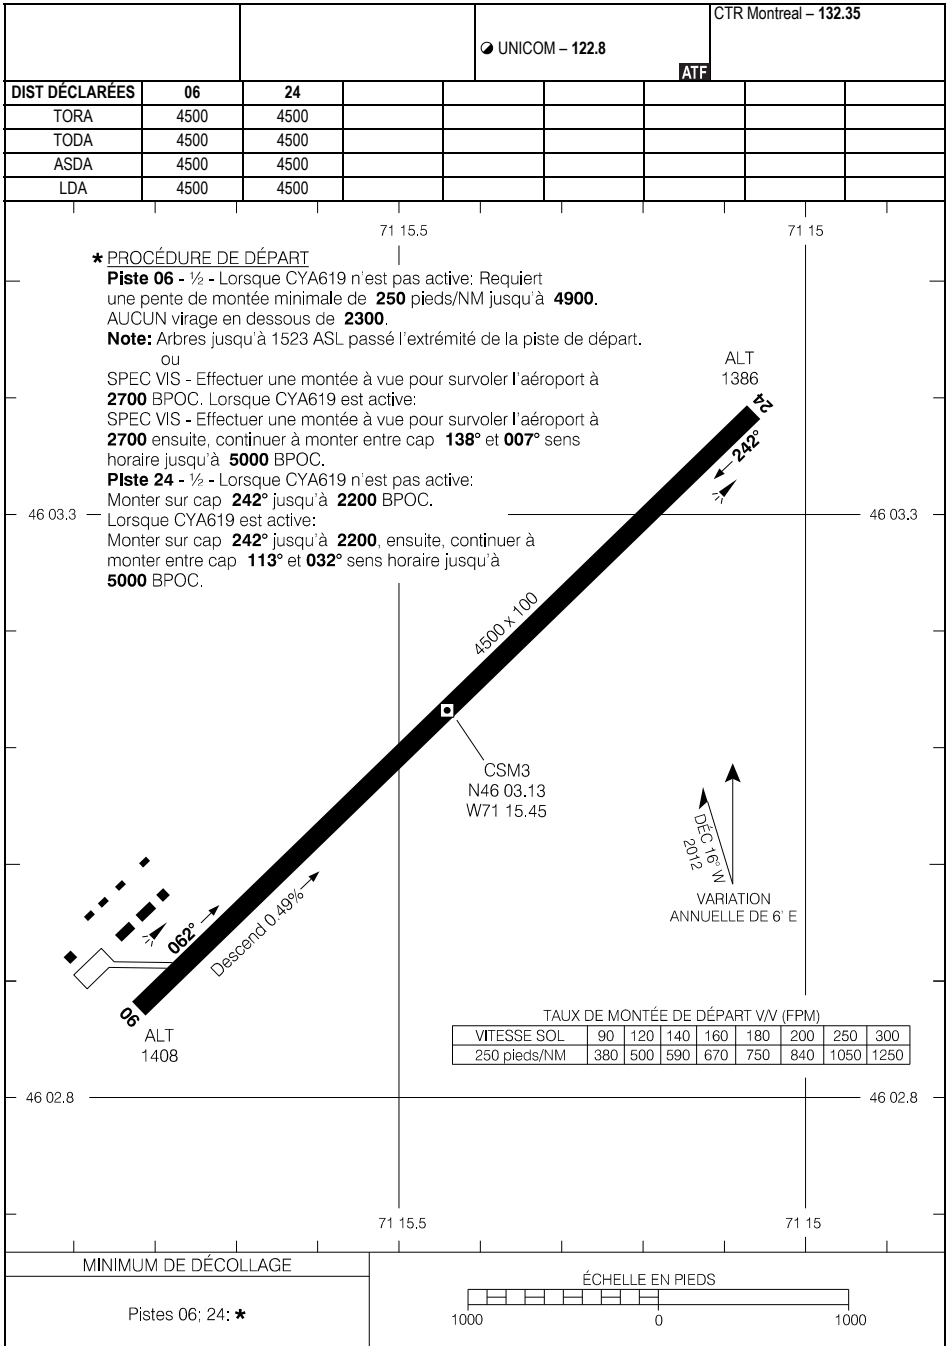 CTR Montreal – 132.35
UNICOM – 122.8
ATF
DIST DÉCLARÉES 06 24
TORA 4500 4500
TODA 4500 4500
ASDA 4500 4500
LDA 4500 4500
71 15.5 71 15
* PROCÉDURE DE DÉPART
Piste 06 - ½ - Lorsque CYA619 n'est pas active: Requiert
une pente de montée minimale de 250 pieds/NM jusqu'à 4900.
AUCUN virage en dessous de 2300.
Note: Arbres jusqu'à 1523 ASL passé l'extrémité de la piste de départ.
ou
SPEC VIS - Effectuer une montée à vue pour survoler l'aéroport à
2700 BPOC. Lorsque CYA619 est active:
SPEC VIS - Effectuer une montée à vue pour survoler l'aéroport à
2700 ensuite, continuer à monter entre cap 138° et 007° sens
horaire jusqu'à 5000 BPOC.
Piste 24 - ½ - Lorsque CYA619 n'est pas active:
Monter sur cap 242° jusqu'à 2200 BPOC.
Lorsque CYA619 est active:
Monter sur cap 242° jusqu'à 2200, ensuite, continuer à
monter entre cap 113° et 032° sens horaire jusqu'à
5000 BPOC.
ALT
1386
24
242°
46 03.3 46 03.3
4500 x 100
CSM3
N46 03.13
W71 15.45
DÉC 16° W
2012
VARIATION
ANNUELLE DE 6' E
062°
Descend 0.49%
06
ALT
1408
TAUX DE MONTÉE DE DÉPART V/V (FPM)
VITESSE SOL 90 120 140 160 180 200 250 300
250 pieds/NM 380 500 590 670 750 840 1050 1250
46 02.8 46 02.8
71 15.5 71 15
MINIMUM DE DÉCOLLAGE
Pistes 06; 24: *
ÉCHELLE EN PIEDS
1000 0 1000